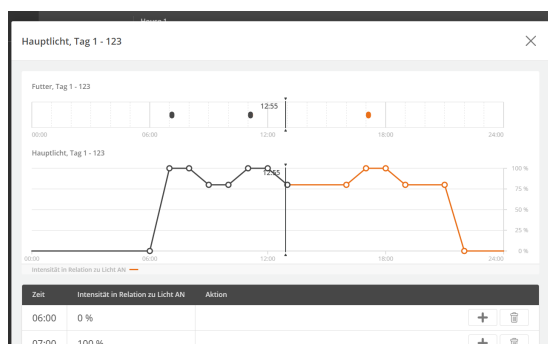 House 1
Hauptlicht, Tag 1 - 123
Futter, Tag 1 - 123
12:55
00:00 06:00 12:00 18:00 24:00
Hauptlicht, Tag 1 - 123
100 %
12:55
75 %
50 %
25 %
0 %
00:00 06:00 12:00 18:00 24:00
Intensität in Relation zu Licht AN
Zeit Intensität in Relation zu Licht AN Aktion
06:00 0 %
07:00 100 %